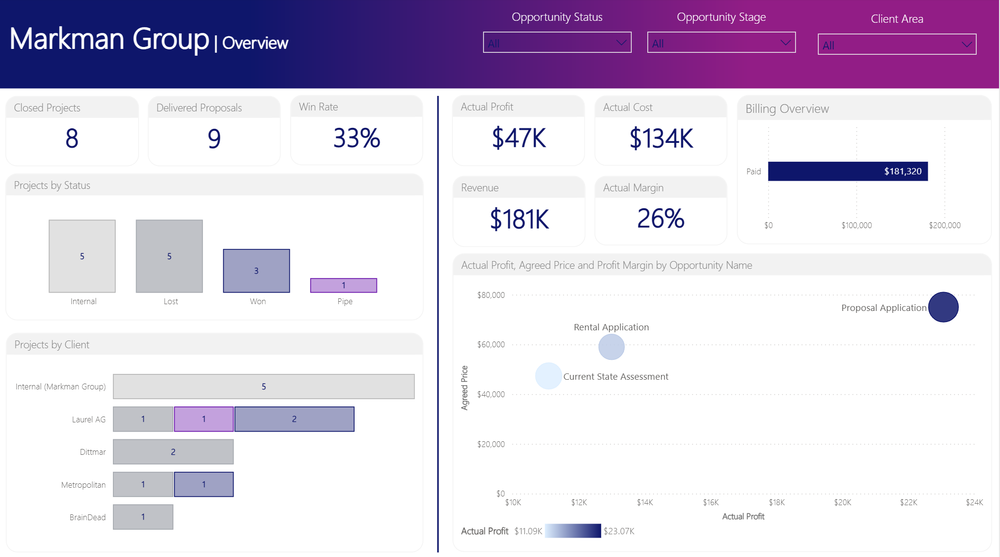 Markman Group | Overview
Opportunity Status
All
Opportunity Stage
All
Client Area
All
Closed Projects
8
Delivered Proposals
9
Win Rate
33%
Projects by Status
5
5
3
1
Internal
Lost
Won
Pipe
Projects by Client
Internal (Markman Group)
5
Laurel AG
1
1
2
Dittmar
2
Metropolitan
1
1
BrainDead
1
Actual Profit
$47K
Actual Cost
$134K
Revenue
$181K
Actual Margin
26%
Billing Overview
Paid
$181,320
$0
$100,000
$200,000
Actual Profit, Agreed Price and Profit Margin by Opportunity Name
Agreed Price
$80,000
$60,000
$40,000
$20,000
$0
Proposal Application
Rental Application
Current State Assessment
$10K
$12K
$14K
$16K
$18K
$20K
$22K
$24K
Actual Profit
Actual Profit $11.09K $23.07K